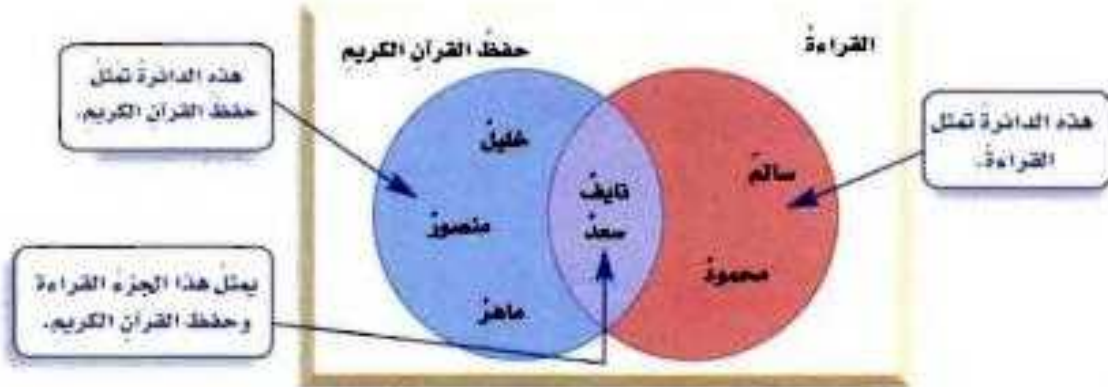 القراءةُ
حفظُ القرآنِ الكريمِ
هذه الدائرةُ تمثلُ
القراءةَ.
هذه الدائرةُ تمثلُ
حفظَ القرآنِ الكريمِ.
سالمٌ
محمودٌ
نايفٌ
سعدٌ
خليلٌ
منصورٌ
ماهرٌ
يمثلُ هذا الجزءُ القراءةَ
وحفظَ القرآنِ الكريمِ.